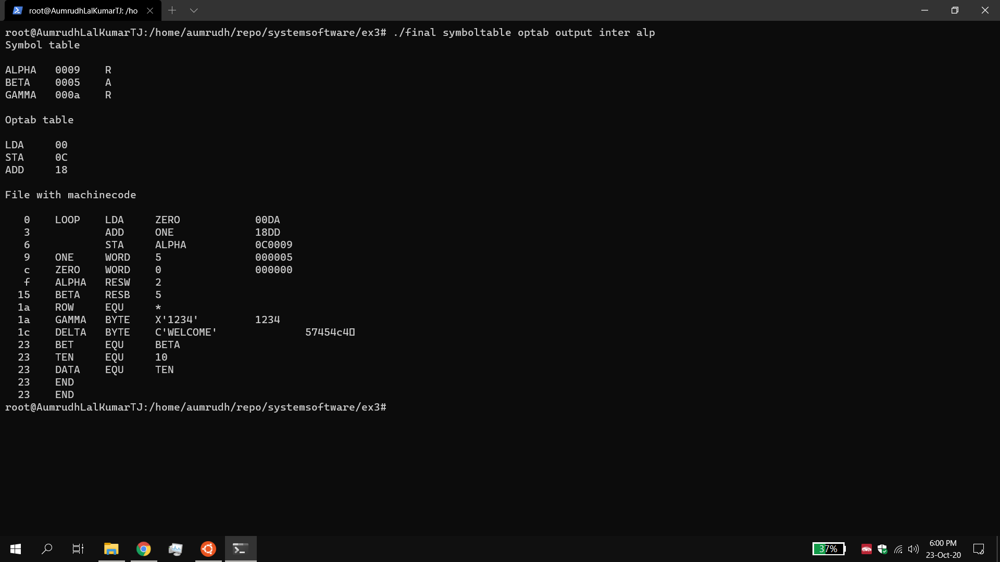 root@AumrudhLalKumarTJ: /ho
root@AumrudhLalKumarTJ:/home/aumrudh/repo/systemsoftware/ex3# ./final symboltable optab output inter alp
Symbol table
ALPHA 0009 R
BETA 0005 A
GAMMA 000a R
Optab table
LDA 00
STA 0C
ADD 18
File with machinecode
0 LOOP LDA ZERO 00DA
3 ADD ONE 18DD
6 STA ALPHA 0C0009
9 ONE WORD 5 000005
c ZERO WORD 0 000000
f ALPHA RESW 2
15 BETA RESB 5
1a ROW EQU *
1a GAMMA BYTE X'1234' 1234
1c DELTA BYTE C'WELCOME' 57454c4▯
23 BET EQU BETA
23 TEN EQU 10
23 DATA EQU TEN
23 END
23 END
root@AumrudhLalKumarTJ:/home/aumrudh/repo/systemsoftware/ex3#
37%
6:00 PM
23-Oct-20